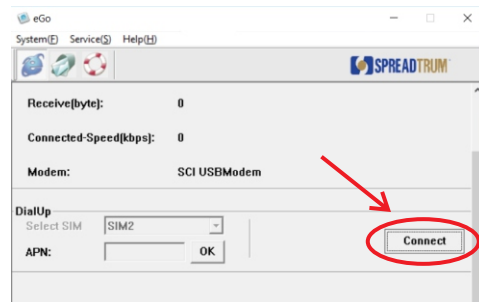 eGo
System(F) Service(S) Help(H)
SPREADTRUM
Receive(byte): 0
Connected-Speed(kbps): 0
Modem: SCI USBModem
DialUp
Select SIM SIM2
Connect
APN: OK